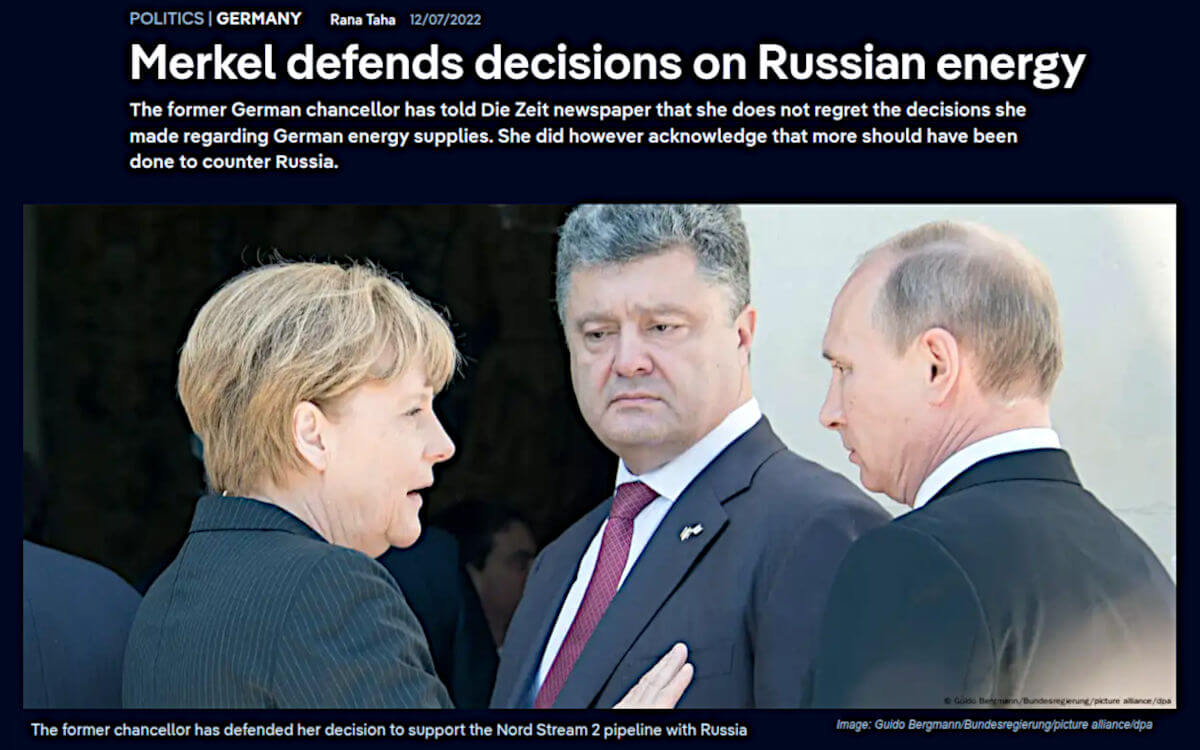 POLITICS | GERMANY Rana Taha 12/07/2022
Merkel defends decisions on Russian energy
The former German chancellor has told Die Zeit newspaper that she does not regret the decisions she
made regarding German energy supplies. She did however acknowledge that more should have been
done to counter Russia.
© Guido Bergmann/Bundesregierung/picture alliance/dpa
The former chancellor has defended her decision to support the Nord Stream 2 pipeline with Russia
Image: Guido Bergmann/Bundesregierung/picture alliance/dpa